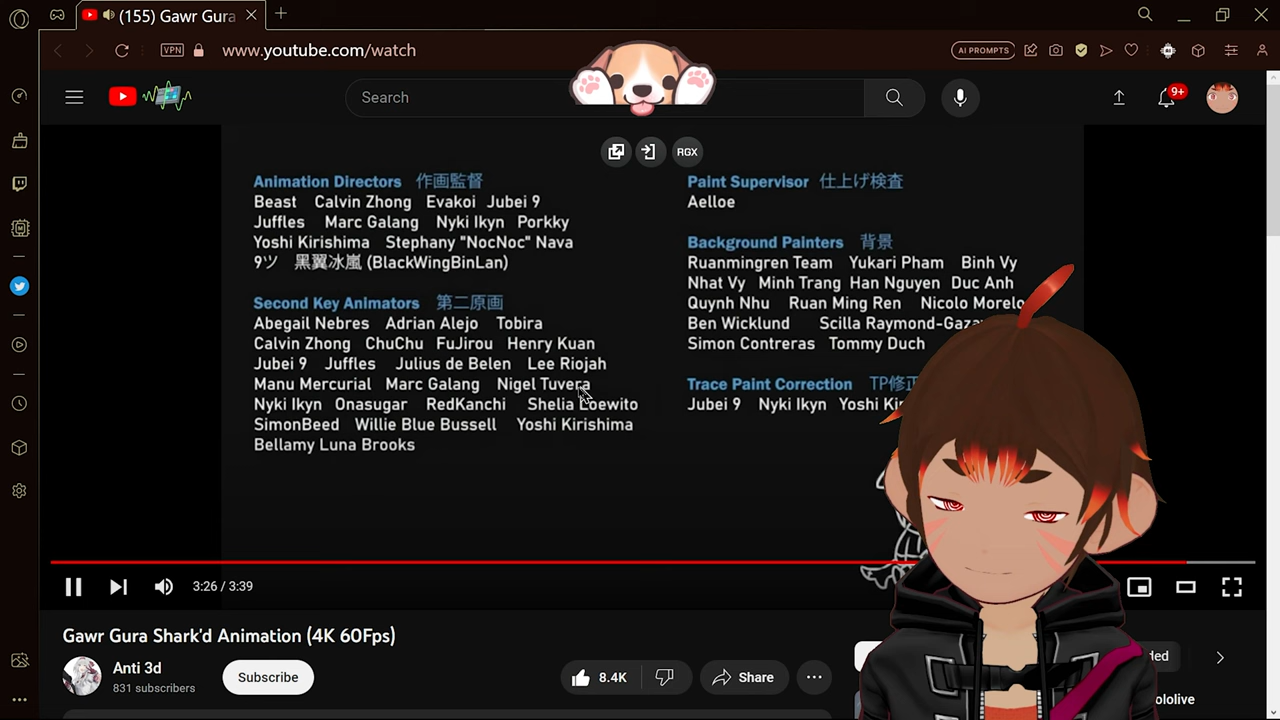 (155) Gawr Gura
VPN
www.youtube.com/watch
AI PROMPTS
Search
9+
RGX
Animation Directors 作画監督
Beast Calvin Zhong Evakoi Jubei 9
Juffles Marc Galang Nyki Ikyn Porkky
Yoshi Kirishima Stephany "NocNoc" Nava
9ツ 黑翼冰嵐 (BlackWingBinLan)
Second Key Animators 第二原画
Abegail Nebres Adrian Alejo Tobira
Calvin Zhong ChuChu FuJirou Henry Kuan
Jubei 9 Juffles Julius de Belen Lee Riojah
Manu Mercurial Marc Galang Nigel Tuvera
Nyki Ikyn Onasugar RedKanchi Shelia Loewito
SimonBeed Willie Blue Bussell Yoshi Kirishima
Bellamy Luna Brooks
Paint Supervisor 仕上げ検査
Aelloe
Background Painters 背景
Ruanmingren Team Yukari Pham Binh Vy
Nhat Vy Minh Trang Han Nguyen Duc Anh
Quynh Nhu Ruan Ming Ren Nicolo Morelo
Ben Wicklund Scilla
Simon Contreras Tommy Duch
Trace Paint Correction TP修正
Jubei 9 Nyki Ikyn Yoshi
3:26 / 3:39
Gawr Gura Shark'd Animation (4K 60Fps)
Anti 3d
831 subscribers
Subscribe
8.4K
Share